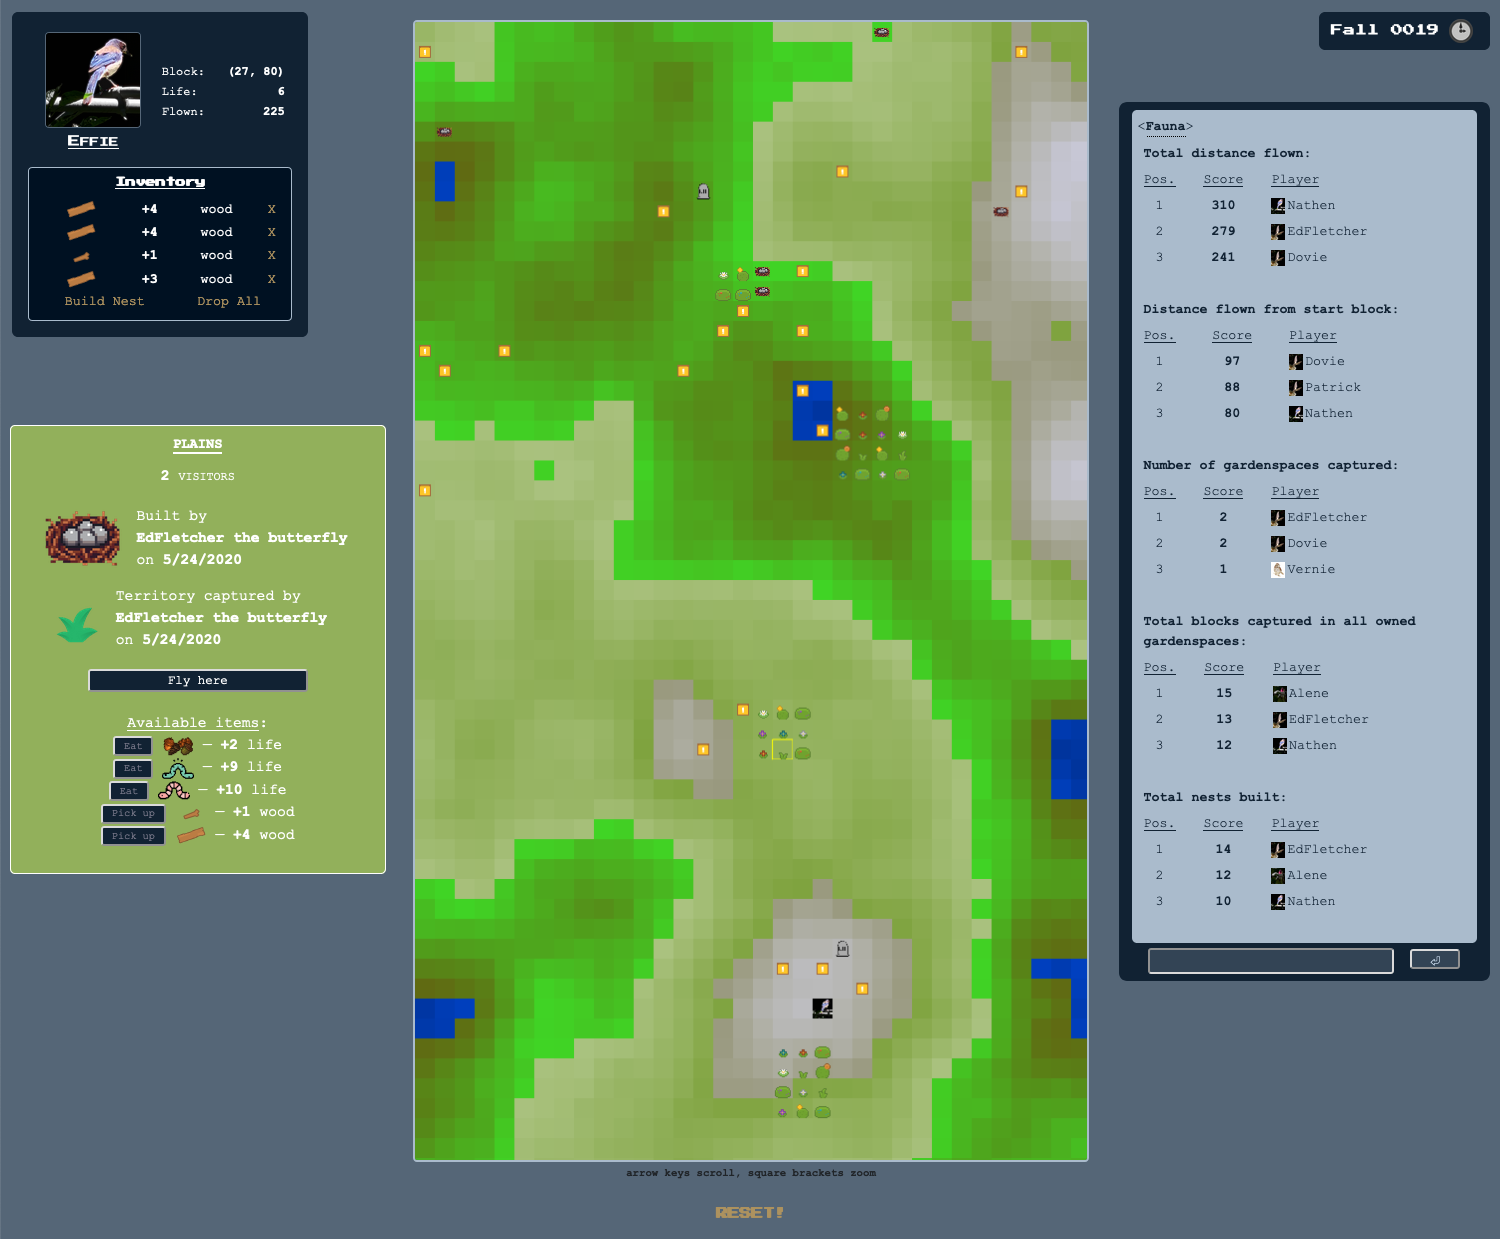 Block: (27, 80)
Life: 6
Flown: 225
Effie
Inventory
+4 wood X
+4 wood X
+1 wood X
+3 wood X
Build Nest Drop All
PLAINS
2 VISITORS
Built by
EdFletcher the butterfly
on 5/24/2020
Territory captured by
EdFletcher the butterfly
on 5/24/2020
Fly here
Available items:
Eat — +2 life
Eat — +9 life
Eat — +10 life
Pick up — +1 wood
Pick up — +4 wood
arrow keys scroll, square brackets zoom
RESET!
Fall 0019
<Fauna>
Total distance flown:
Pos. Score Player
1 310 Nathen
2 279 EdFletcher
3 241 Dovie
Distance flown from start block:
Pos. Score Player
1 97 Dovie
2 88 Patrick
3 80 Nathen
Number of gardenspaces captured:
Pos. Score Player
1 2 EdFletcher
2 2 Dovie
3 1 Vernie
Total blocks captured in all owned
gardenspaces:
Pos. Score Player
1 15 Alene
2 13 EdFletcher
3 12 Nathen
Total nests built:
Pos. Score Player
1 14 EdFletcher
2 12 Alene
3 10 Nathen